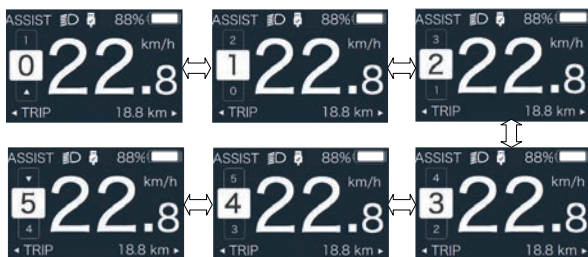 ASSIST 88%
1
0 22.8 km/h
▲
◂ TRIP 18.8 km ▸
ASSIST 88%
2
1 22.8 km/h
0
◂ TRIP 18.8 km ▸
ASSIST 88%
3
2 22.8 km/h
1
◂ TRIP 18.8 km ▸
ASSIST 88%
▼
5 22.8 km/h
4
◂ TRIP 18.8 km ▸
ASSIST 88%
5
4 22.8 km/h
3
◂ TRIP 18.8 km ▸
ASSIST 88%
4
3 22.8 km/h
2
◂ TRIP 18.8 km ▸